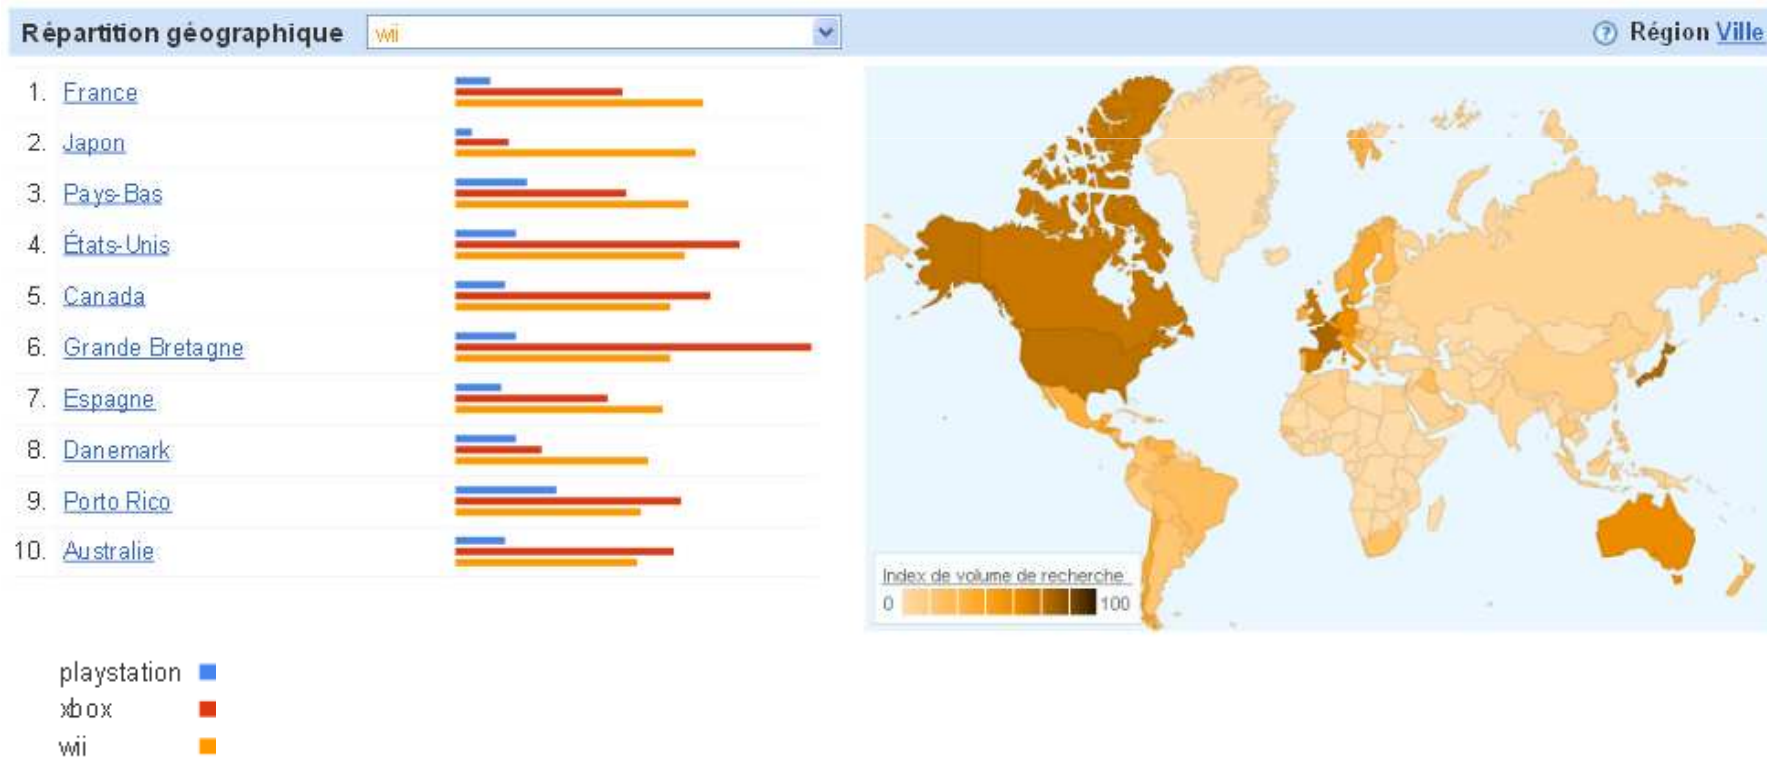 Répartition géographique wii Région Ville
1. France
2. Japon
3. Pays-Bas
4. États-Unis
5. Canada
6. Grande Bretagne
7. Espagne
8. Danemark
9. Porto Rico
10. Australie
Index de volume de recherche
0 100
playstation
xbox
wii